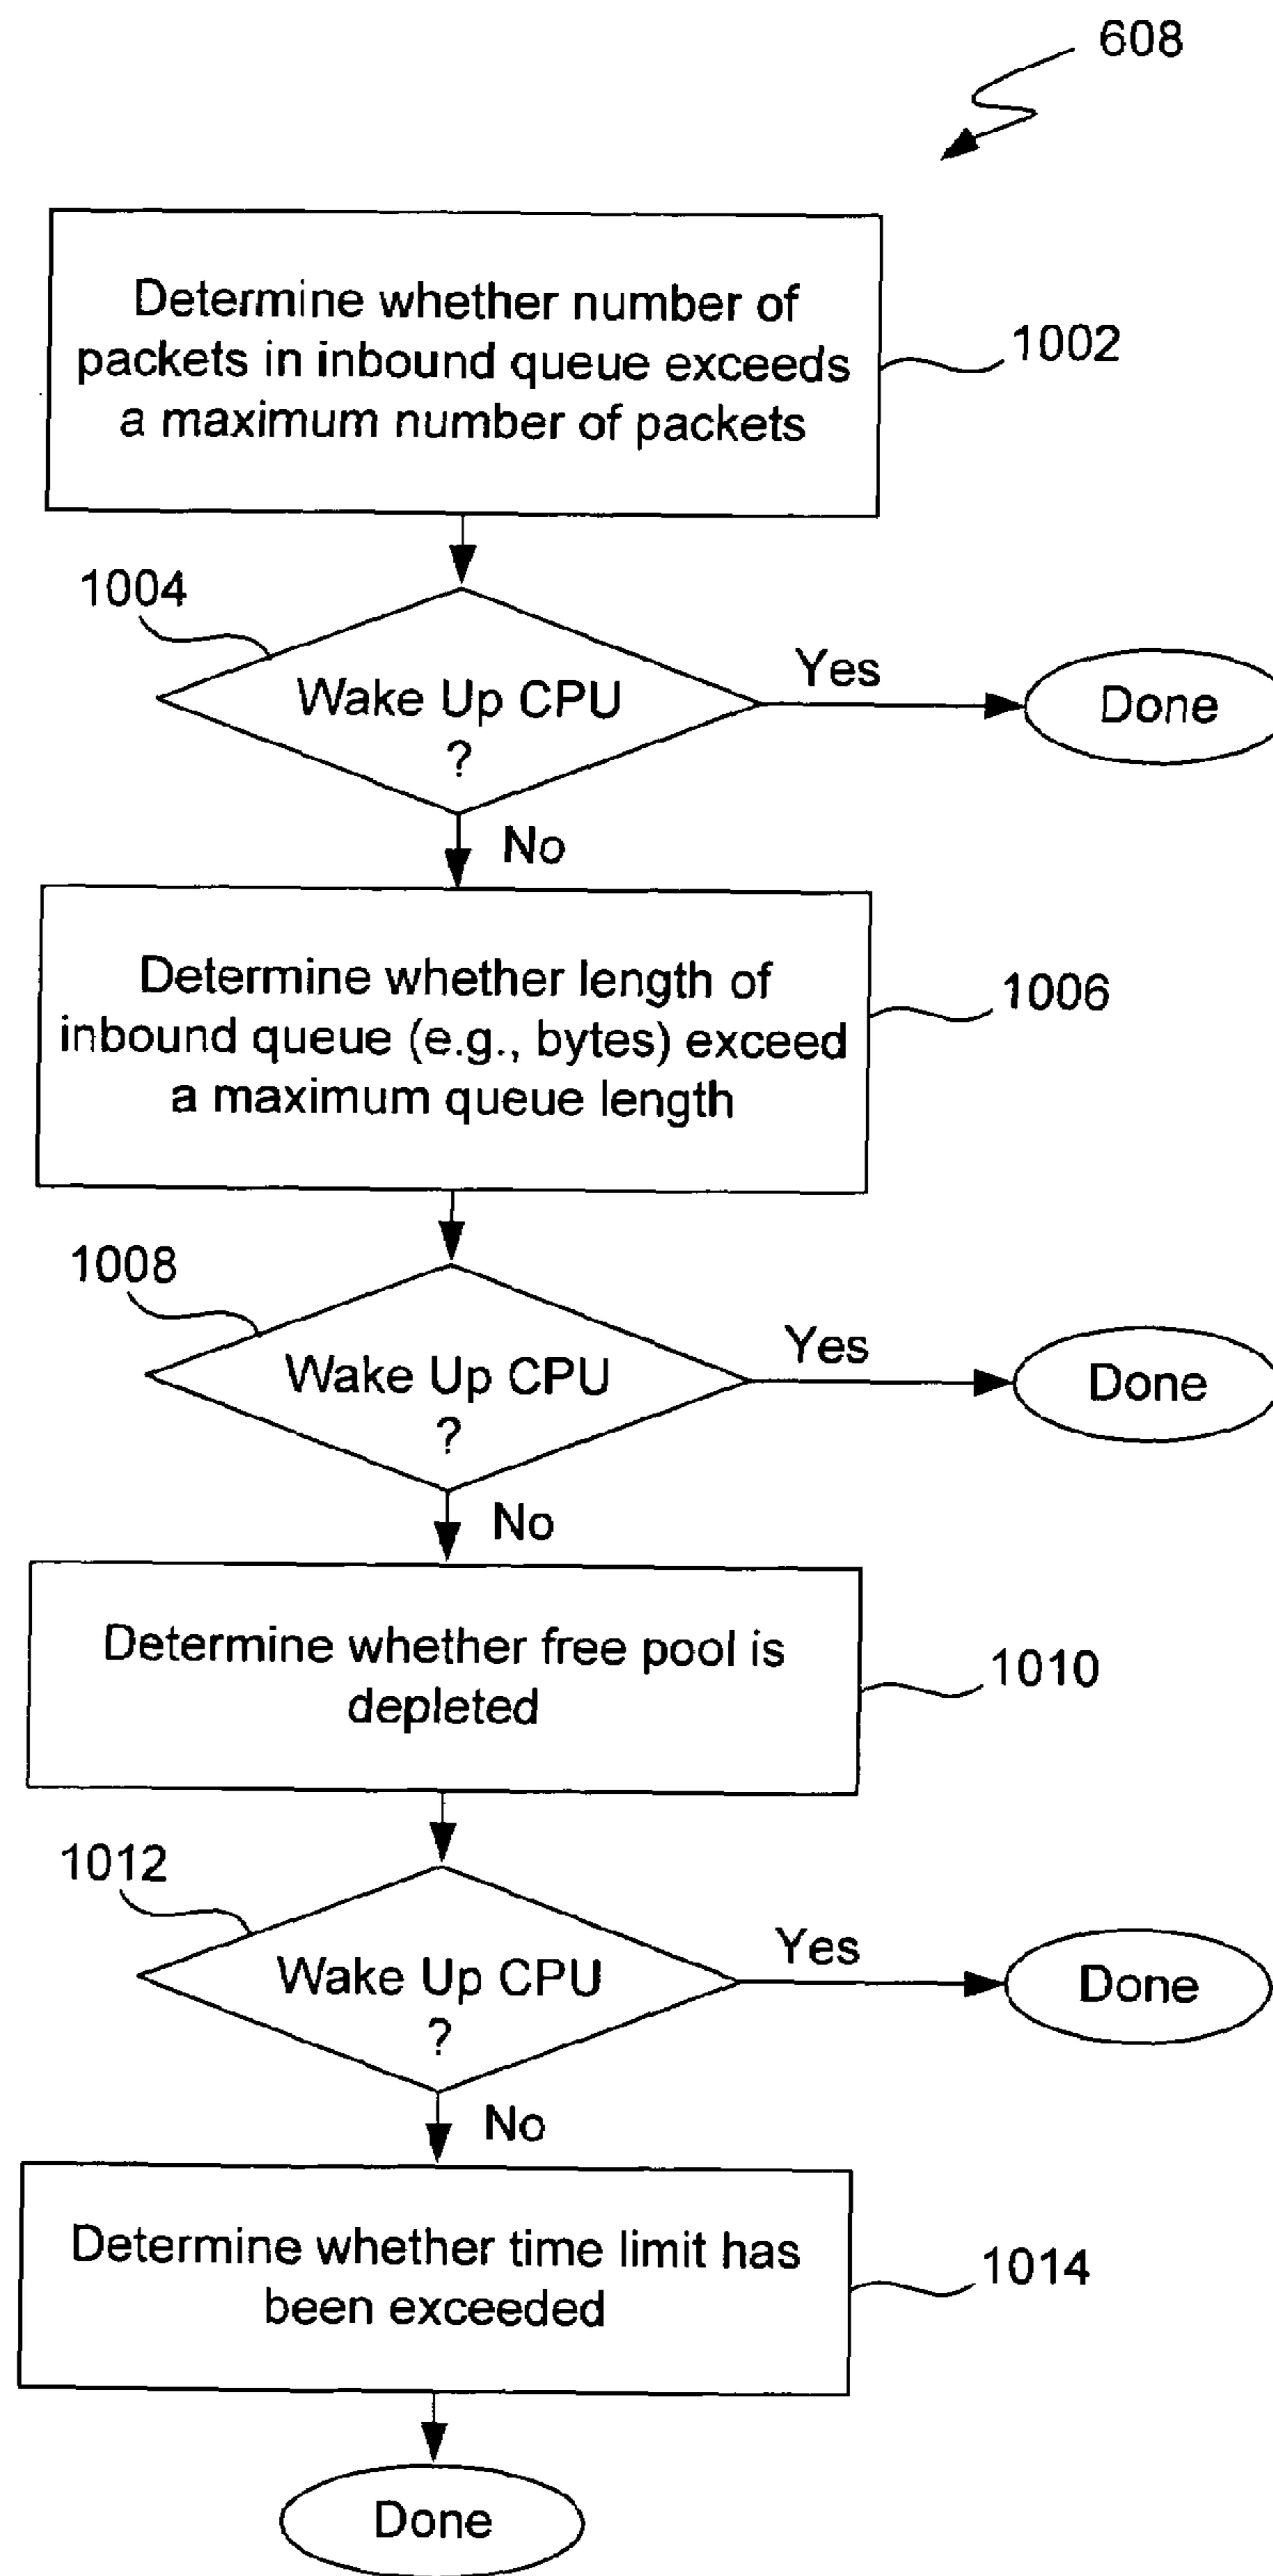 608
Determine whether number of
packets in inbound queue exceeds
a maximum number of packets
1002
1004
Wake Up CPU
?
Yes
Done
No
Determine whether length of
inbound queue (e.g., bytes) exceed
a maximum queue length
1006
1008
Wake Up CPU
?
Yes
Done
No
Determine whether free pool is
depleted
1010
1012
Wake Up CPU
?
Yes
Done
No
Determine whether time limit has
been exceeded
1014
Done